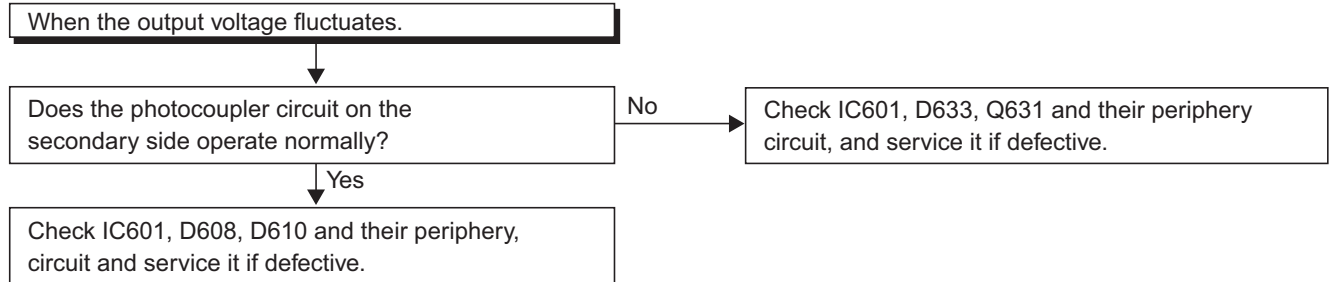 When the output voltage fluctuates.
Does the photocoupler circuit on the
secondary side operate normally?
No
Check IC601, D633, Q631 and their periphery
circuit, and service it if defective.
Yes
Check IC601, D608, D610 and their periphery,
circuit and service it if defective.